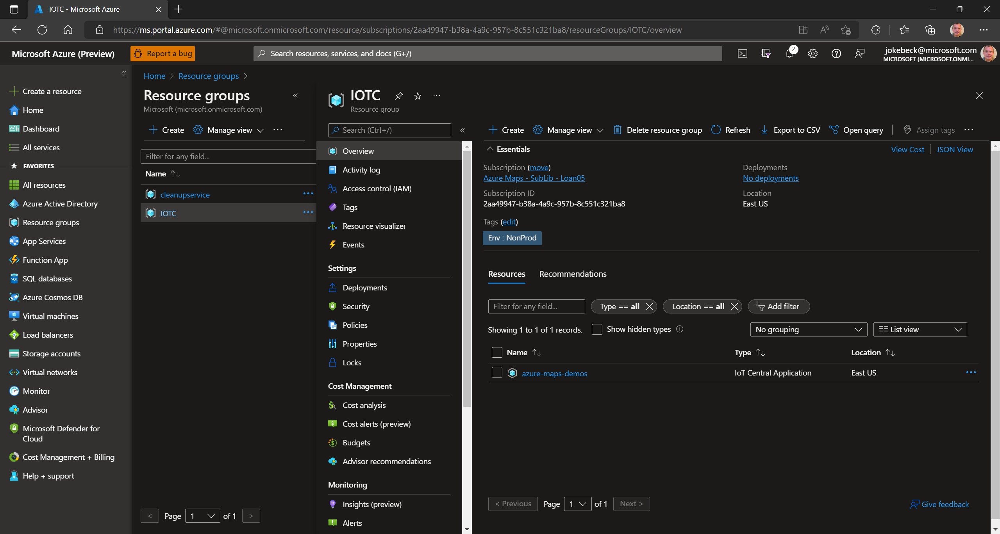 IOTC - Microsoft Azure
https://ms.portal.azure.com/#@microsoft.onmicrosoft.com/resource/subscriptions/2aa49947-b38a-4a9c-957b-8c551c321ba8/resourceGroups/IOTC/overview
Microsoft Azure (Preview)
Report a bug
Search resources, services, and docs (G+/)
2
jokebeck@microsoft.com
MICROSOFT (MICROSOFT.ONMI...
Create a resource
Home
Dashboard
All services
FAVORITES
All resources
Azure Active Directory
Resource groups
App Services
Function App
SQL databases
Azure Cosmos DB
Virtual machines
Load balancers
Storage accounts
Virtual networks
Monitor
Advisor
Microsoft Defender for
Cloud
Cost Management + Billing
Help + support
Home > Resource groups >
Resource groups
Microsoft (microsoft.onmicrosoft.com)
Create Manage view ...
Filter for any field...
Name
cleanupservice ...
IOTC ...
< Page 1 of 1 >
IOTC ...
Resource group
Search (Ctrl+/)
Overview
Activity log
Access control (IAM)
Tags
Resource visualizer
Events
Settings
Deployments
Security
Policies
Properties
Locks
Cost Management
Cost analysis
Cost alerts (preview)
Budgets
Advisor recommendations
Monitoring
Insights (preview)
Alerts
Create Manage view Delete resource group Refresh Export to CSV Open query Assign tags ...
Essentials
View Cost JSON View
Subscription (move)
Azure Maps - SubLib - Loan05
Subscription ID
2aa49947-b38a-4a9c-957b-8c551c321ba8
Deployments
No deployments
Location
East US
Tags (edit)
Env : NonProd
Resources Recommendations
Filter for any field... Type == all Location == all Add filter
Showing 1 to 1 of 1 records. Show hidden types No grouping List view
Name Type Location
azure-maps-demos IoT Central Application East US ...
< Previous Page 1 of 1 Next >
Give feedback